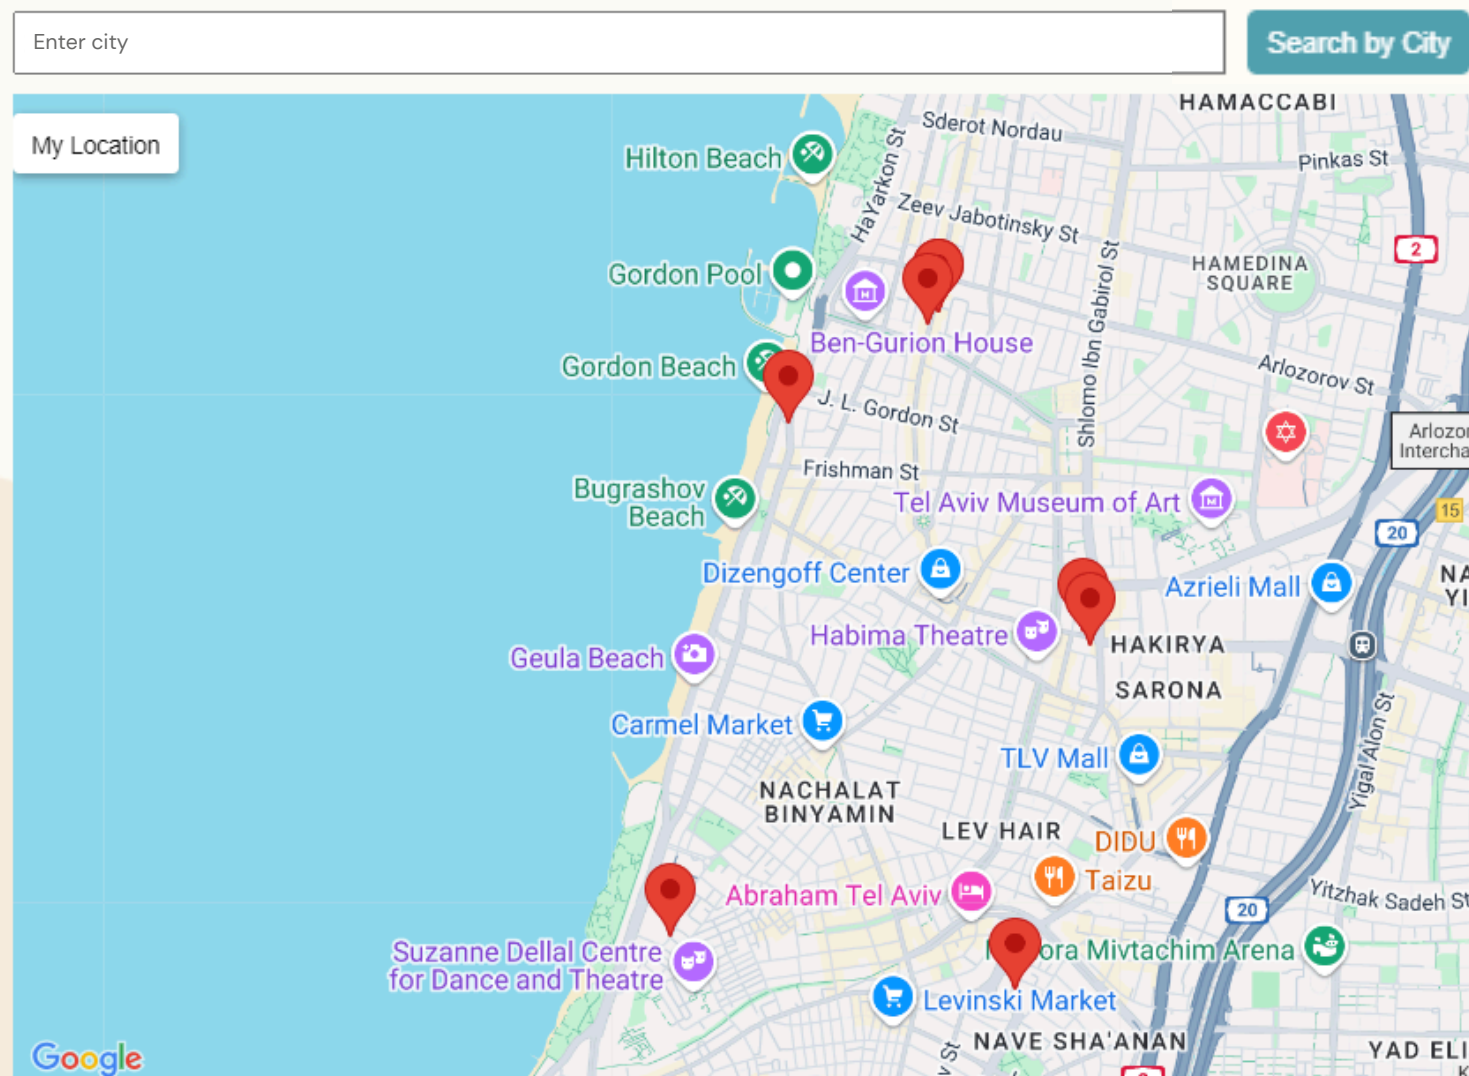 Enter city
Search by City
My Location
HAMACCABI
Sderot Nordau
Pinkas St
Hilton Beach
HaYarkon St
Zeev Jabotinsky St
2
Gordon Pool
HAMEDINA
SQUARE
Shlomo Ibn Gabirol St
Ben-Gurion House
Gordon Beach
Arlozorov St
J. L. Gordon St
Frishman St
Bugrashov
Beach
Tel Aviv Museum of Art
15
20
Dizengoff Center
Azrieli Mall
Habima Theatre
HAKIRYA
Geula Beach
SARONA
Carmel Market
TLV Mall
Yigal Alon St
NACHALAT
BINYAMIN
LEV HAIR
DIDU
Taizu
Abraham Tel Aviv
Yitzhak Sadeh St
20
Suzanne Dellal Centre
for Dance and Theatre
Mivtachim Arena
Levinski Market
NAVE SHA'ANAN
St
YAD ELI
Google